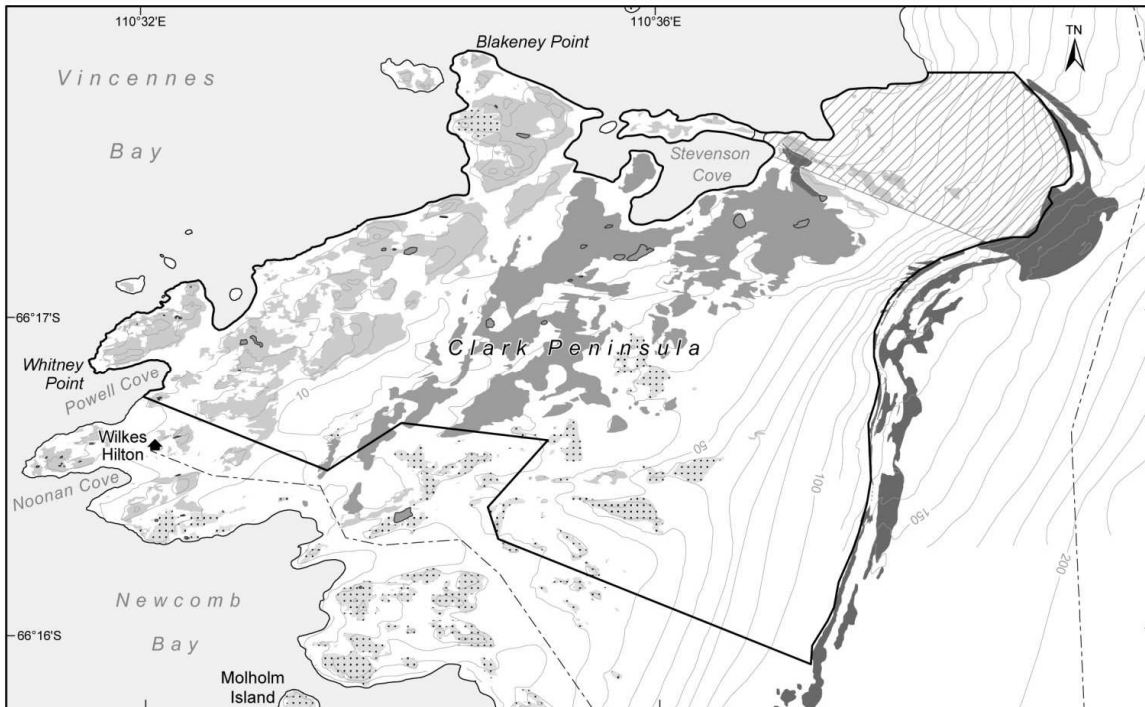 110°32'E
110°36'E
TN
Blakeney Point
Vincennes
Bay
Stevenson
Cove
66°17'S
Clark Peninsula
Whitney
Point
Powell Cove
10
Wilkes
Hilton
50
Noonan Cove
100
150
200
Newcomb
Bay
66°16'S
Molholm
Island